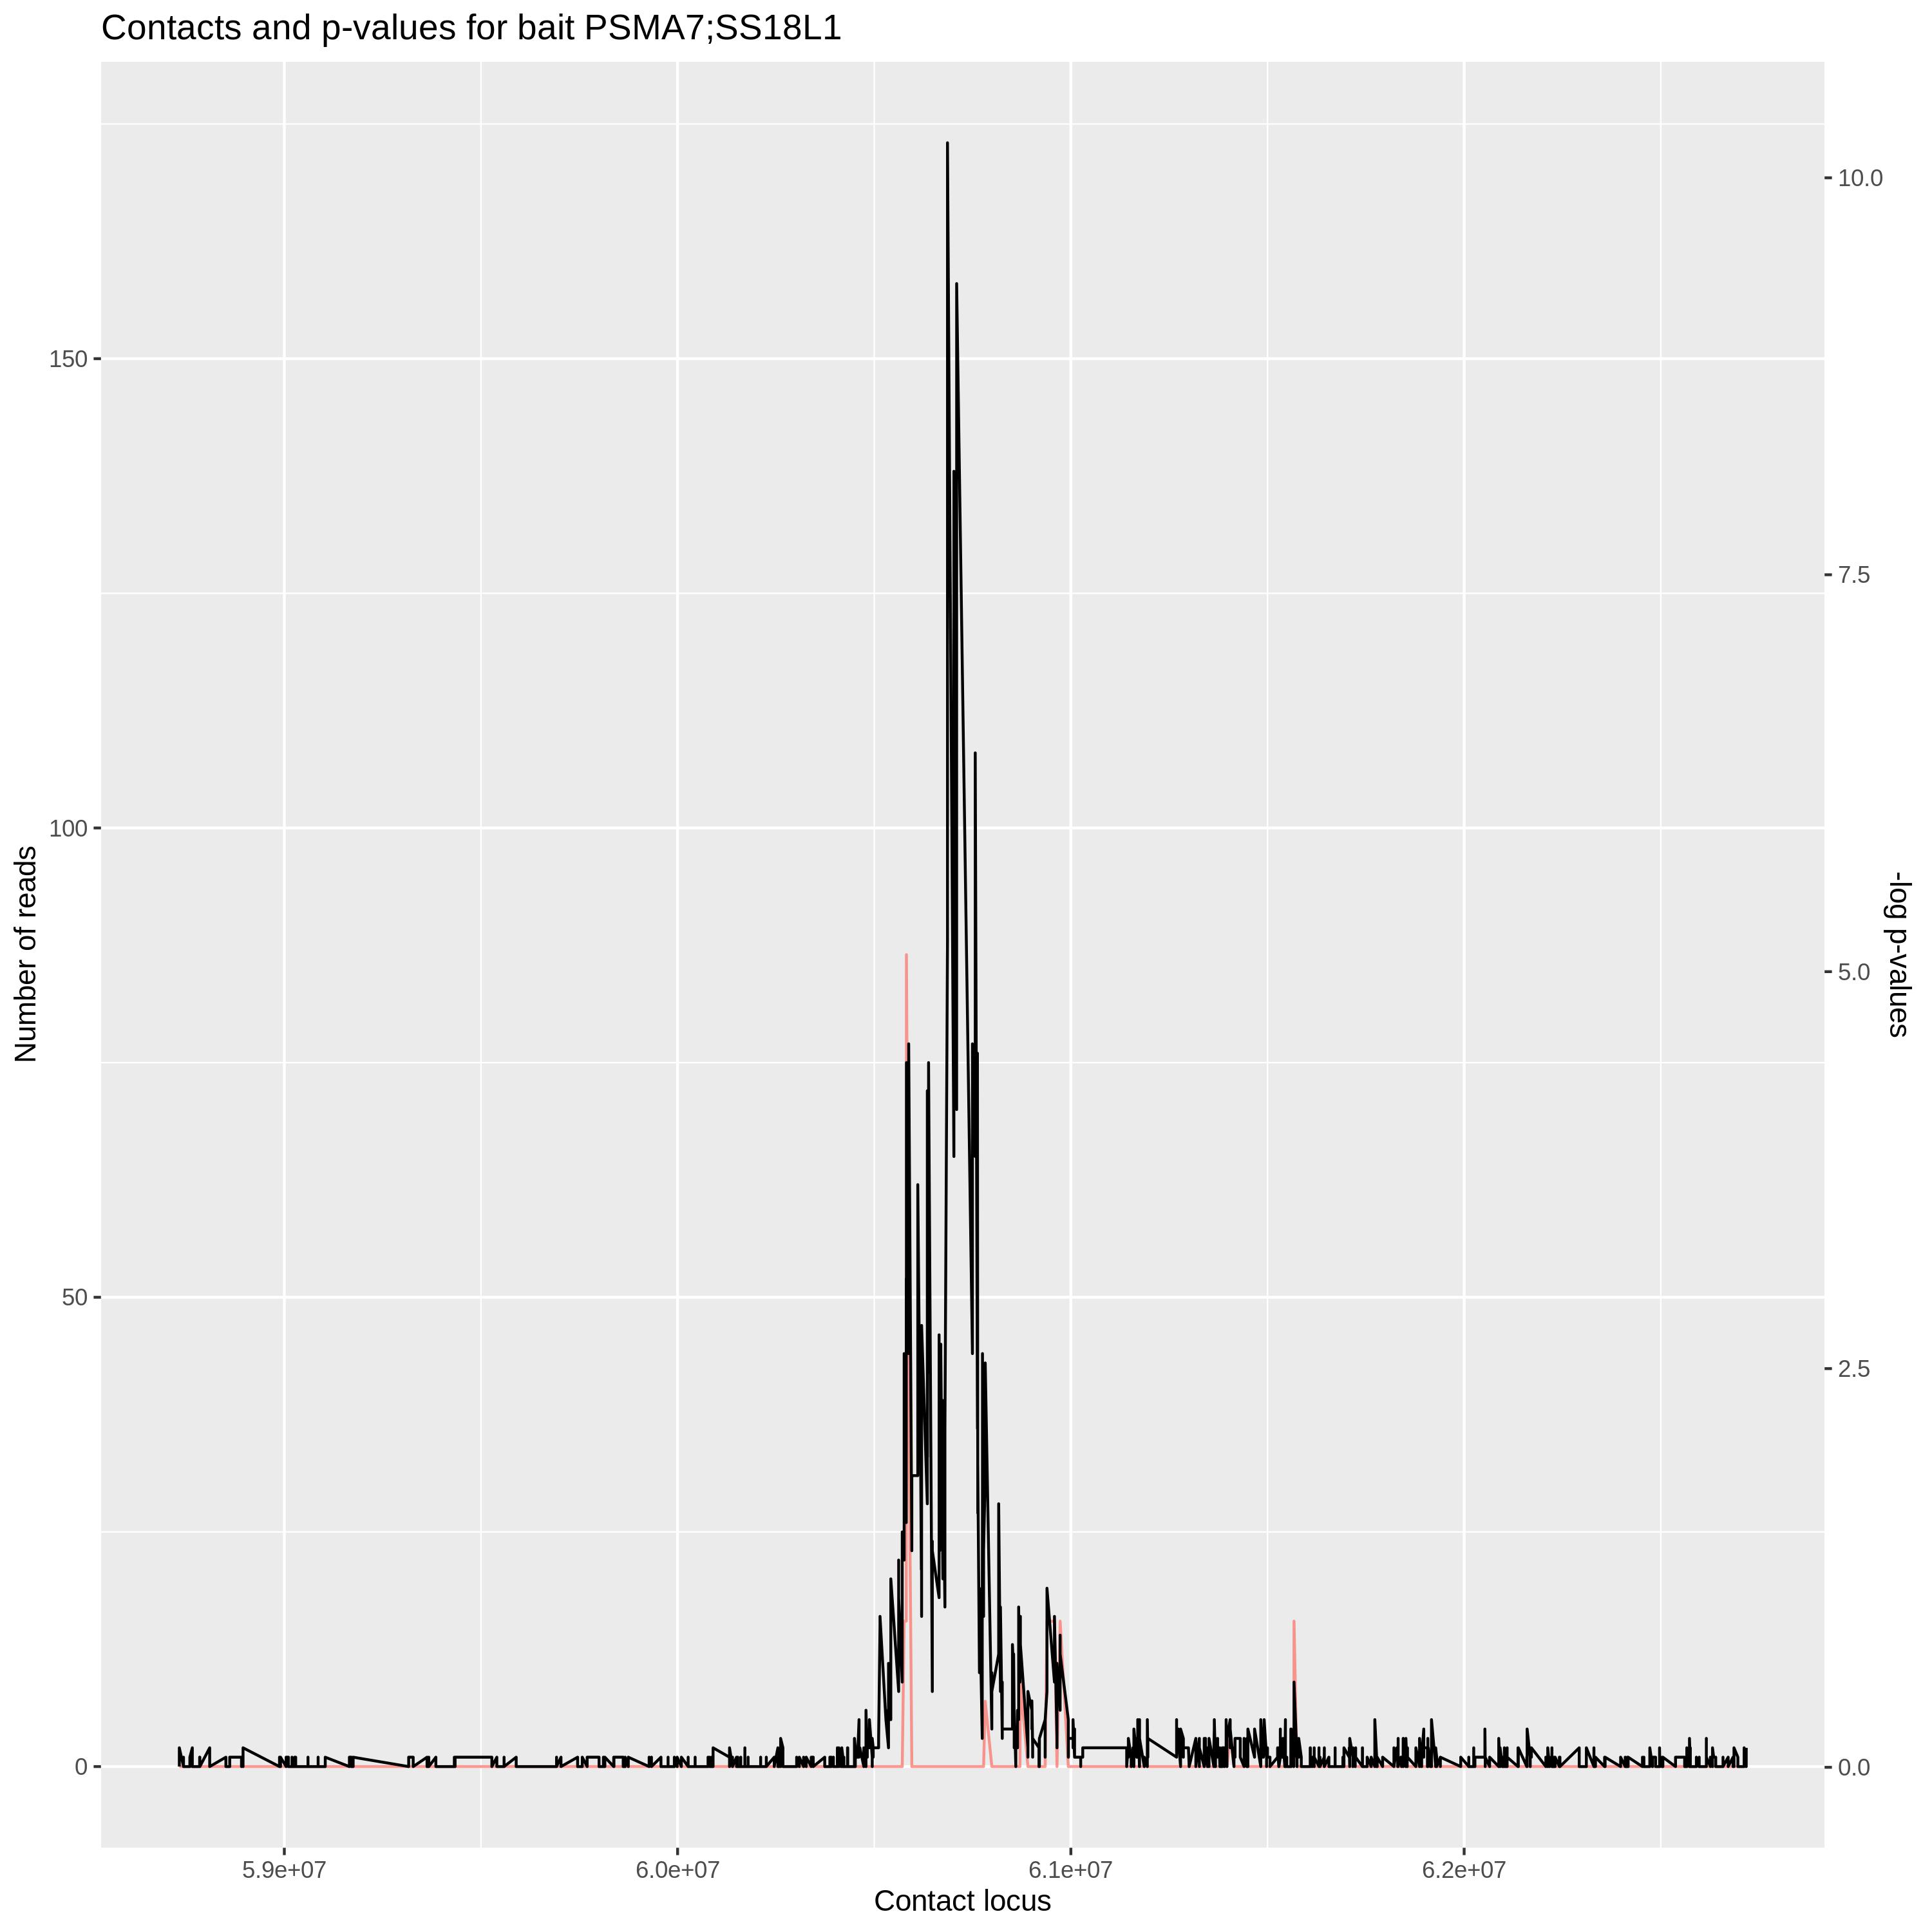 Contacts and p-values for bait PSMA7;SS18L1
150
100
50
0
Number of reads
10.0
7.5
5.0
2.5
0.0
-log p-values
5.9e+07
6.0e+07
6.1e+07
6.2e+07
Contact locus